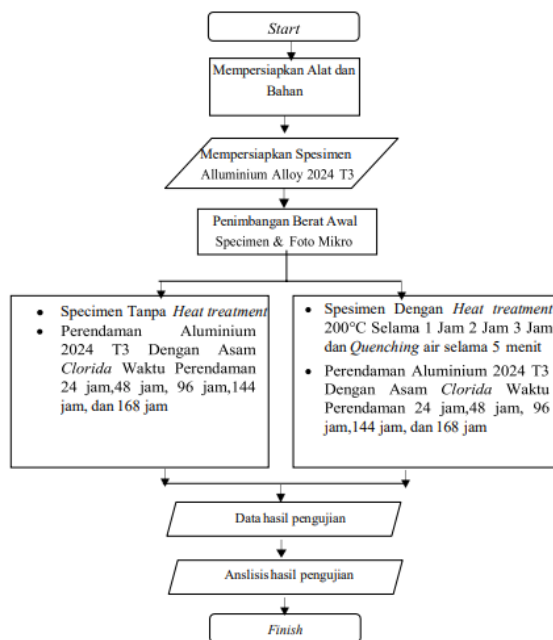 Start
Mempersiapkan Alat dan
Bahan
Mempersiapkan Spesimen
Alluminium Alloy 2024 T3
Penimbangan Berat Awal
Specimen & Foto Mikro
• Specimen Tanpa Heat treatment
• Perendaman Aluminium
2024 T3 Dengan Asam
Clorida Waktu Perendaman
24 jam,48 jam, 96 jam,144
jam, dan 168 jam
• Spesimen Dengan Heat treatment
200°C Selama 1 Jam 2 Jam 3 Jam
dan Quenching air selama 5 menit
• Perendaman Aluminium 2024 T3
Dengan Asam Clorida Waktu
Perendaman 24 jam,48 jam, 96
jam,144 jam, dan 168 jam
Data hasil pengujian
Anslisis hasil pengujian
Finish